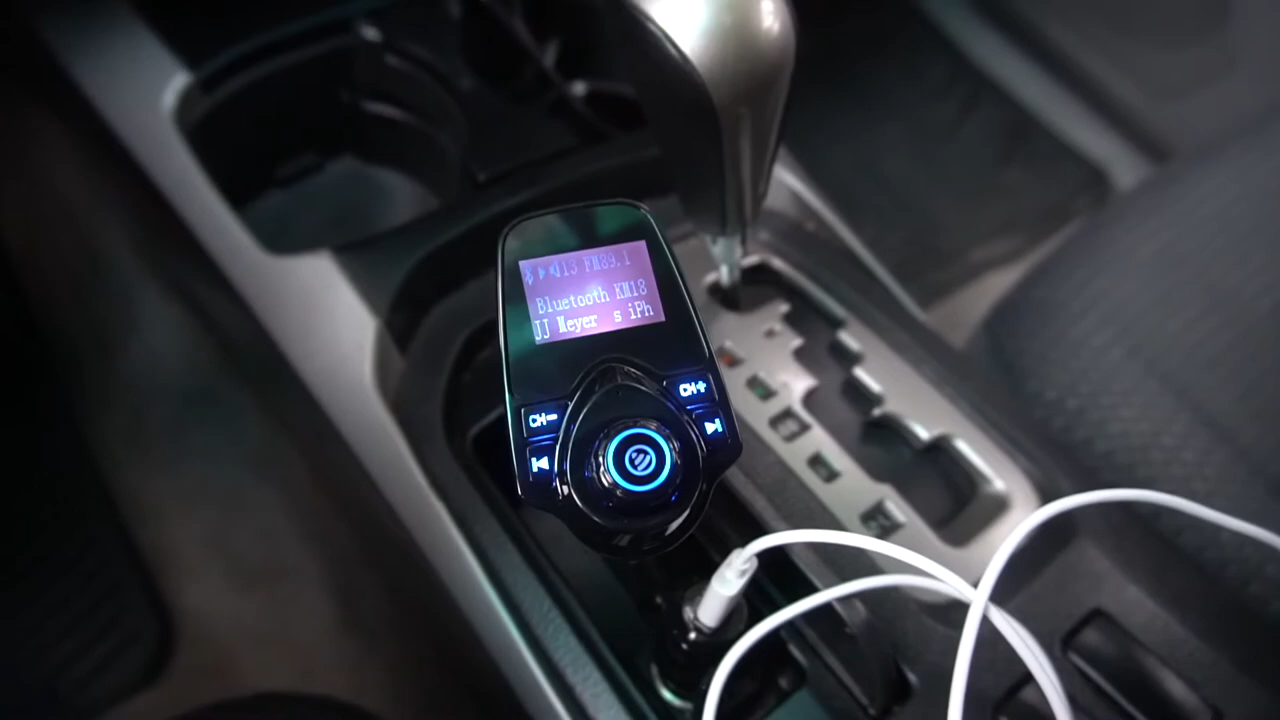 13 FM89.1
Bluetooth KM18
JJ Meyer s iPh
CH-
CH+